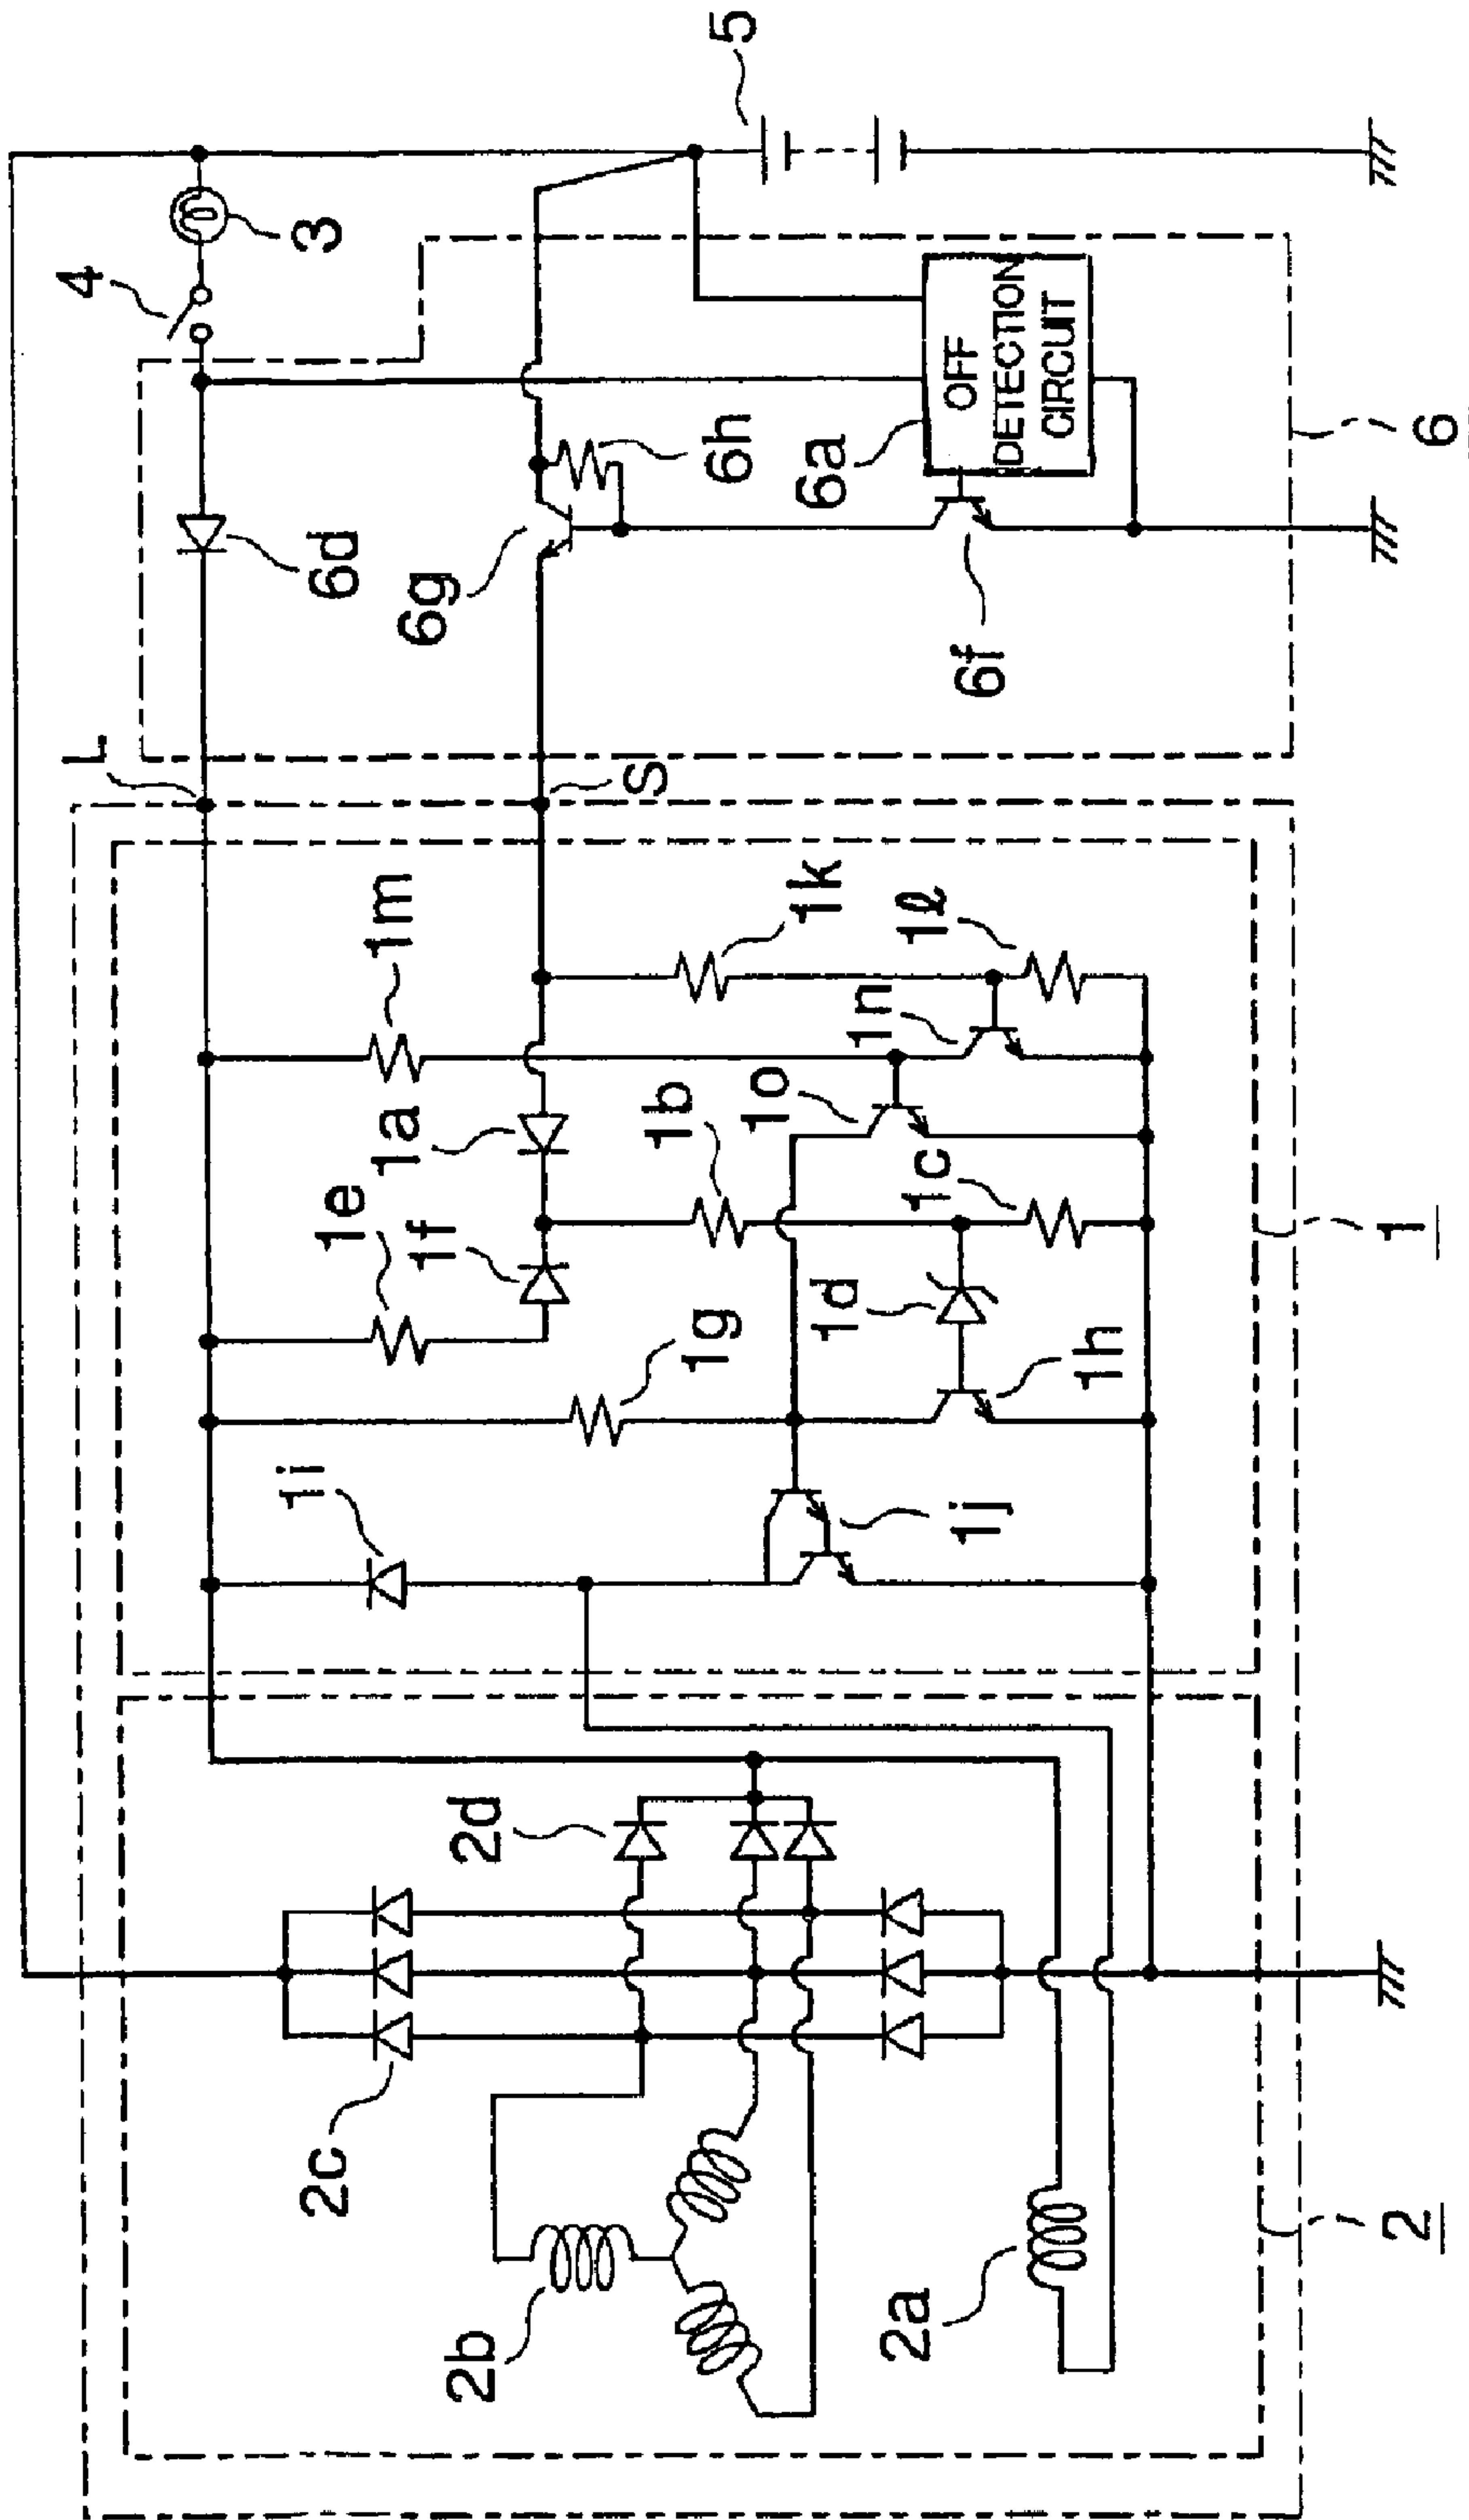 4
3
5
L
6d
6g
6h
6a
OFF
DETECTION
CIRCUIT
6f
6
S
1m
1k
1ℓ
1n
1a
1b
1o
1e
1f
1c
1g
1d
1h
1i
1j
1
2d
2c
2b
2a
2